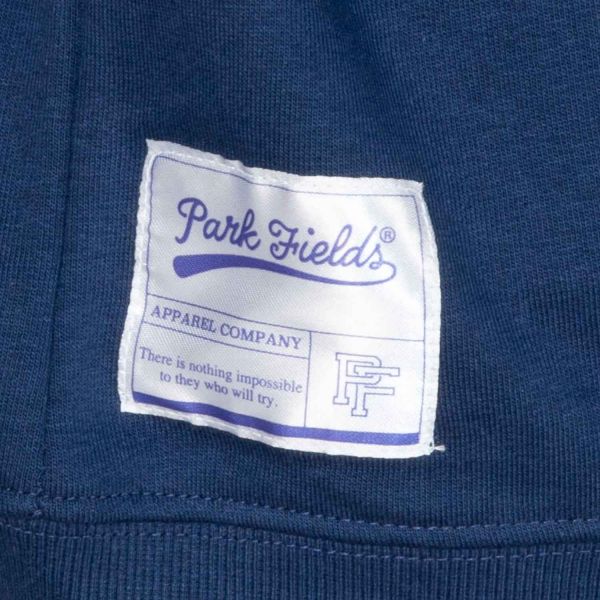 Park Fields®
APPAREL COMPANY
There is nothing impossible
to they who will try.
PF